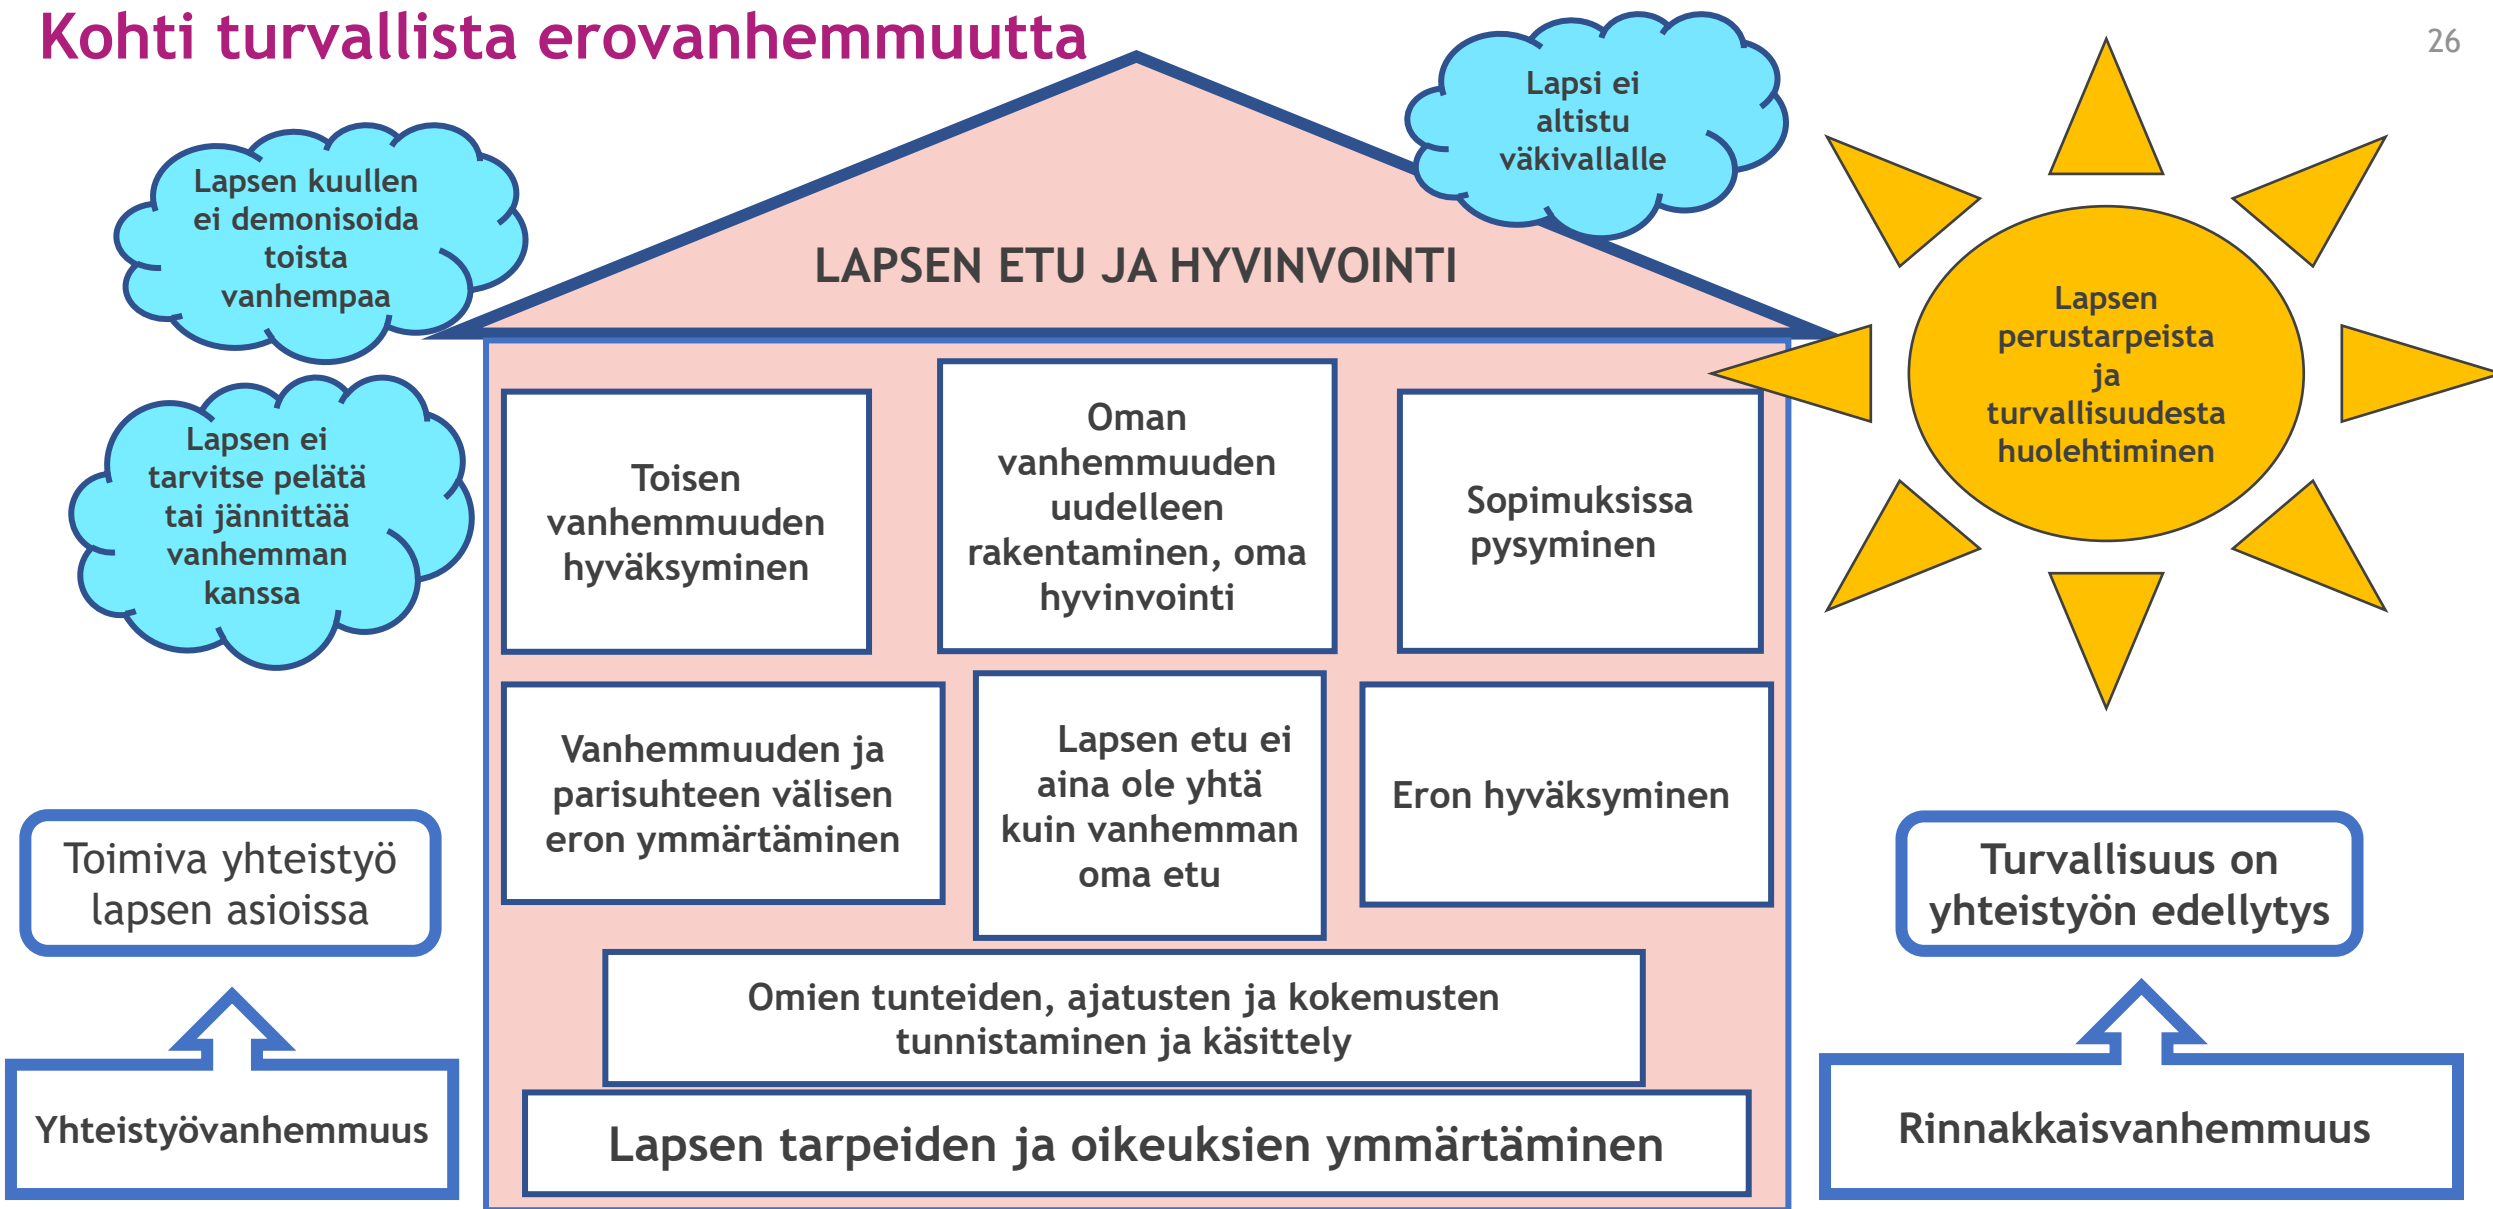 Kohti turvallista erovanhemmuutta
26
Lapsi ei
altistu
väkivallalle
Lapsen kuullen
ei demonisoida
toista
vanhempaa
LAPSEN ETU JA HYVINVOINTI
Lapsen
perustarpeista
ja
turvallisuudesta
huolehtiminen
Lapsen ei
tarvitse pelätä
tai jännittää
vanhemman
kanssa
Toisen
vanhemmuuden
hyväksyminen
Oman
vanhemmuuden
uudelleen
rakentaminen, oma
hyvinvointi
Sopimuksissa
pysyminen
Vanhemmuuden ja
parisuhteen välisen
eron ymmärtäminen
Lapsen etu ei
aina ole yhtä
kuin vanhemman
oma etu
Eron hyväksyminen
Toimiva yhteistyö
lapsen asioissa
Turvallisuus on
yhteistyön edellytys
Omien tunteiden, ajatusten ja kokemusten
tunnistaminen ja käsittely
Yhteistyövanhemmuus
Lapsen tarpeiden ja oikeuksien ymmärtäminen
Rinnakkaisvanhemmuus